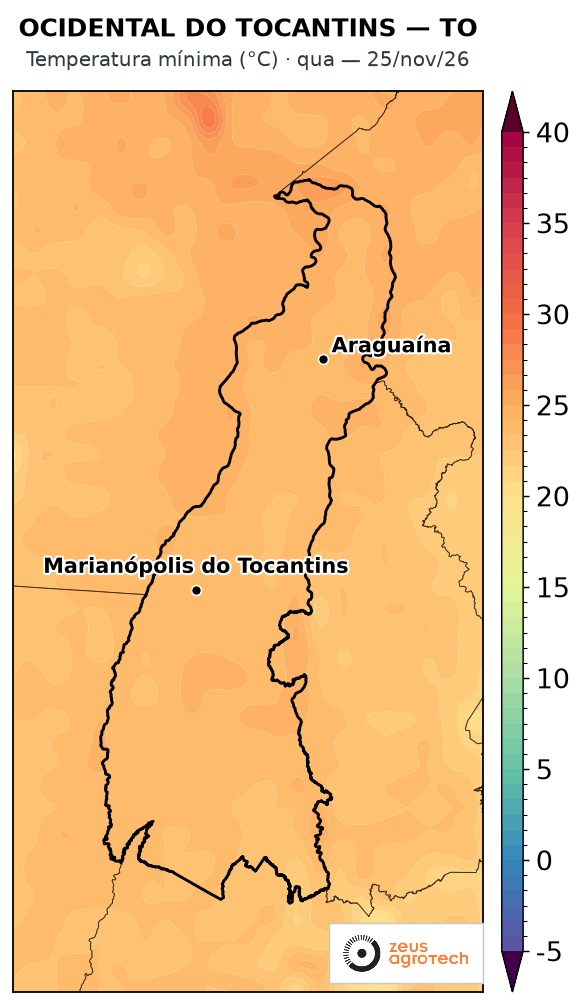 OCIDENTAL DO TOCANTINS — TO
Temperatura mínima (°C) · qua — 25/nov/26
Araguaína
Marianópolis do Tocantins
40
35
30
25
20
15
10
5
0
-5
zeus
agrotech